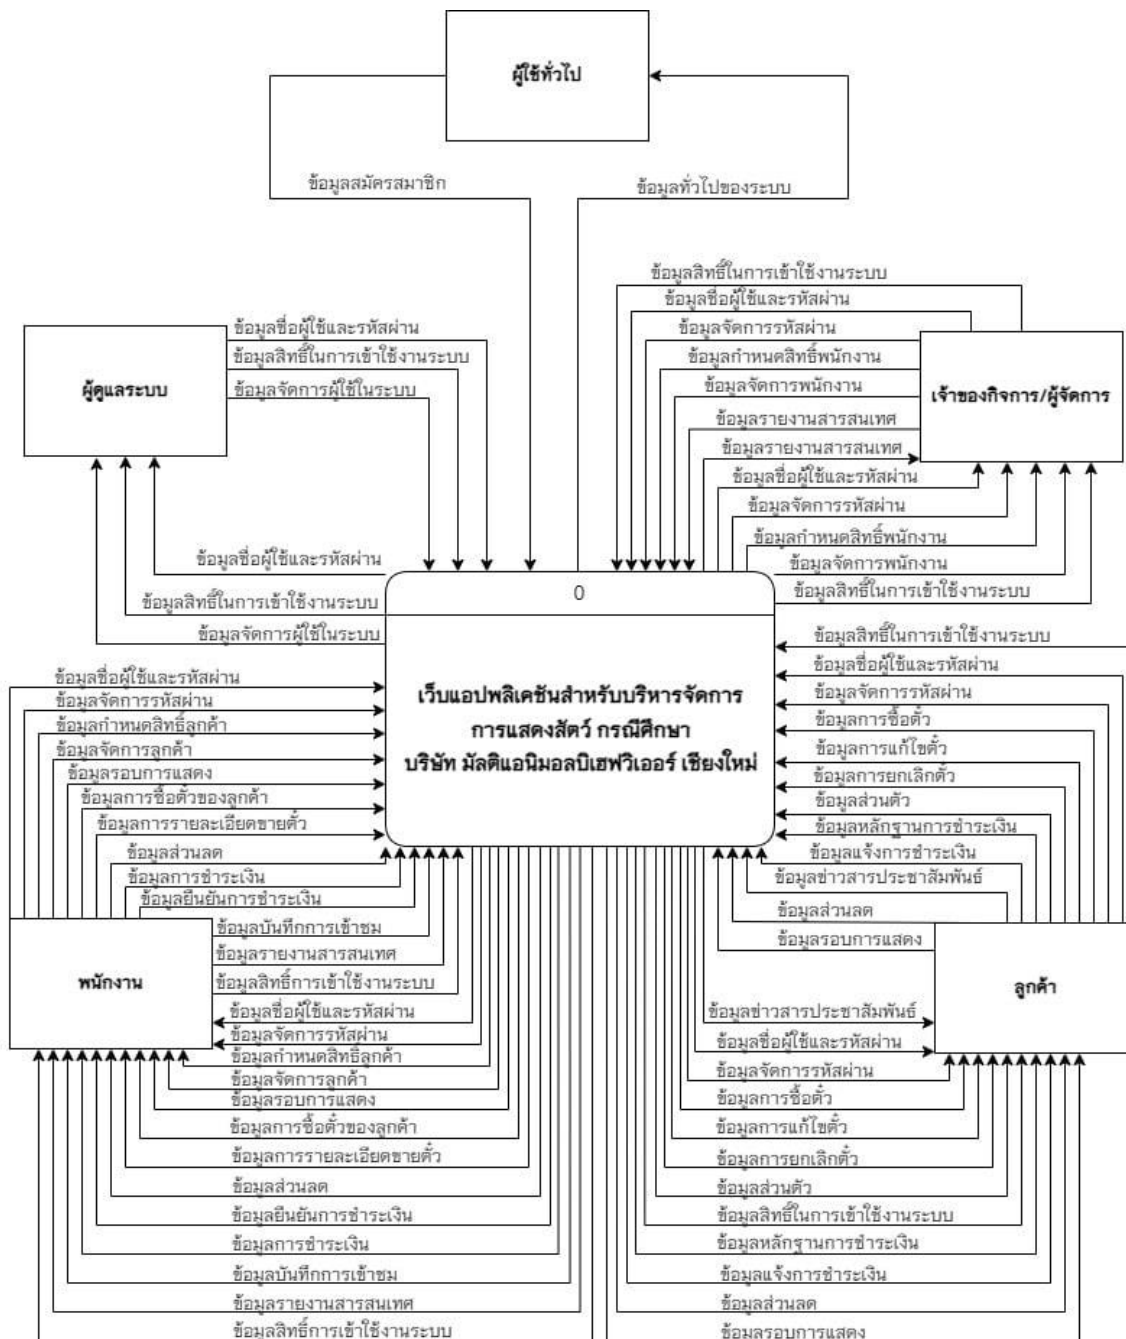 ผู้ใช้ทั่วไป
ข้อมูลสมัครสมาชิก
ข้อมูลทั่วไปของระบบ
ข้อมูลสิทธิ์ในการเข้าใช้งานระบบ
ข้อมูลชื่อผู้ใช้และรหัสผ่าน
ข้อมูลจัดการรหัสผ่าน
ข้อมูลกำหนดสิทธิ์พนักงาน
ข้อมูลจัดการพนักงาน
ข้อมูลรายงานสารสนเทศ
ข้อมูลรายงานสารสนเทศ
ข้อมูลชื่อผู้ใช้และรหัสผ่าน
ข้อมูลจัดการรหัสผ่าน
ข้อมูลกำหนดสิทธิ์พนักงาน
ข้อมูลจัดการพนักงาน
ข้อมูลสิทธิ์ในการเข้าใช้งานระบบ
เจ้าของกิจการ/ผู้จัดการ
ผู้ดูแลระบบ
ข้อมูลชื่อผู้ใช้และรหัสผ่าน
ข้อมูลสิทธิ์ในการเข้าใช้งานระบบ
ข้อมูลจัดการผู้ใช้ในระบบ
ข้อมูลชื่อผู้ใช้และรหัสผ่าน
ข้อมูลสิทธิ์ในการเข้าใช้งานระบบ
ข้อมูลจัดการผู้ใช้ในระบบ
0
เว็บแอปพลิเคชันสำหรับบริหารจัดการ
การแสดงสัตว์ กรณีศึกษา
บริษัท มัลติแอนิมอลบิเฮฟวิเออร์ เชียงใหม่
ข้อมูลชื่อผู้ใช้และรหัสผ่าน
ข้อมูลจัดการรหัสผ่าน
ข้อมูลกำหนดสิทธิ์ลูกค้า
ข้อมูลจัดการลูกค้า
ข้อมูลรอบการแสดง
ข้อมูลการซื้อตั๋วของลูกค้า
ข้อมูลการรายละเอียดขายตั๋ว
ข้อมูลส่วนลด
ข้อมูลการชำระเงิน
ข้อมูลยืนยันการชำระเงิน
ข้อมูลบันทึกการเข้าชม
ข้อมูลรายงานสารสนเทศ
ข้อมูลสิทธิ์การเข้าใช้งานระบบ
พนักงาน
ข้อมูลชื่อผู้ใช้และรหัสผ่าน
ข้อมูลจัดการรหัสผ่าน
ข้อมูลกำหนดสิทธิ์ลูกค้า
ข้อมูลจัดการลูกค้า
ข้อมูลรอบการแสดง
ข้อมูลการซื้อตั๋วของลูกค้า
ข้อมูลการรายละเอียดขายตั๋ว
ข้อมูลส่วนลด
ข้อมูลยืนยันการชำระเงิน
ข้อมูลการชำระเงิน
ข้อมูลบันทึกการเข้าชม
ข้อมูลรายงานสารสนเทศ
ข้อมูลสิทธิ์การเข้าใช้งานระบบ
ข้อมูลสิทธิ์ในการเข้าใช้งานระบบ
ข้อมูลชื่อผู้ใช้และรหัสผ่าน
ข้อมูลจัดการรหัสผ่าน
ข้อมูลการซื้อตั๋ว
ข้อมูลการแก้ไขตั๋ว
ข้อมูลการยกเลิกตั๋ว
ข้อมูลส่วนตัว
ข้อมูลหลักฐานการชำระเงิน
ข้อมูลแจ้งการชำระเงิน
ข้อมูลข่าวสารประชาสัมพันธ์
ข้อมูลส่วนลด
ข้อมูลรอบการแสดง
ลูกค้า
ข้อมูลข่าวสารประชาสัมพันธ์
ข้อมูลชื่อผู้ใช้และรหัสผ่าน
ข้อมูลจัดการรหัสผ่าน
ข้อมูลการซื้อตั๋ว
ข้อมูลการแก้ไขตั๋ว
ข้อมูลการยกเลิกตั๋ว
ข้อมูลส่วนตัว
ข้อมูลสิทธิ์ในการเข้าใช้งานระบบ
ข้อมูลหลักฐานการชำระเงิน
ข้อมูลแจ้งการชำระเงิน
ข้อมูลส่วนลด
ข้อมูลรอบการแสดง